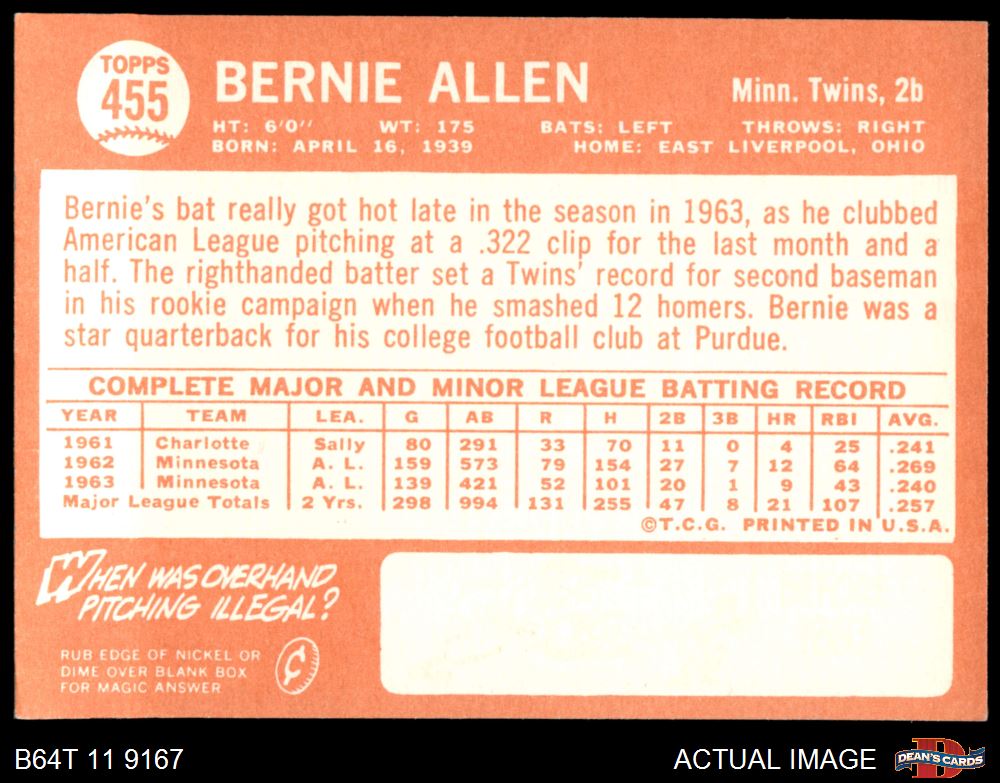 TOPPS
455
BERNIE ALLEN
Minn. Twins, 2b
HT: 6'0" WT: 175 BATS: LEFT THROWS: RIGHT
BORN: APRIL 16, 1939 HOME: EAST LIVERPOOL, OHIO
Bernie's bat really got hot late in the season in 1963, as he clubbed
American League pitching at a .322 clip for the last month and a
half. The righthanded batter set a Twins' record for second baseman
in his rookie campaign when he smashed 12 homers. Bernie was a
star quarterback for his college football club at Purdue.
COMPLETE MAJOR AND MINOR LEAGUE BATTING RECORD
YEAR TEAM LEA. G AB R H 2B 3B HR RBI AVG.
1961 Charlotte Sally 80 291 33 70 11 0 4 25 .241
1962 Minnesota A. L. 159 573 79 154 27 7 12 64 .269
1963 Minnesota A. L. 139 421 52 101 20 1 9 43 .240
Major League Totals 2 Yrs. 298 994 131 255 47 8 21 107 .257
©T.C.G. PRINTED IN U.S.A.
WHEN WAS OVERHAND
PITCHING ILLEGAL?
RUB EDGE OF NICKEL OR
DIME OVER BLANK BOX
FOR MAGIC ANSWER
B64T 11 9167
ACTUAL IMAGE
DEAN'S CARDS